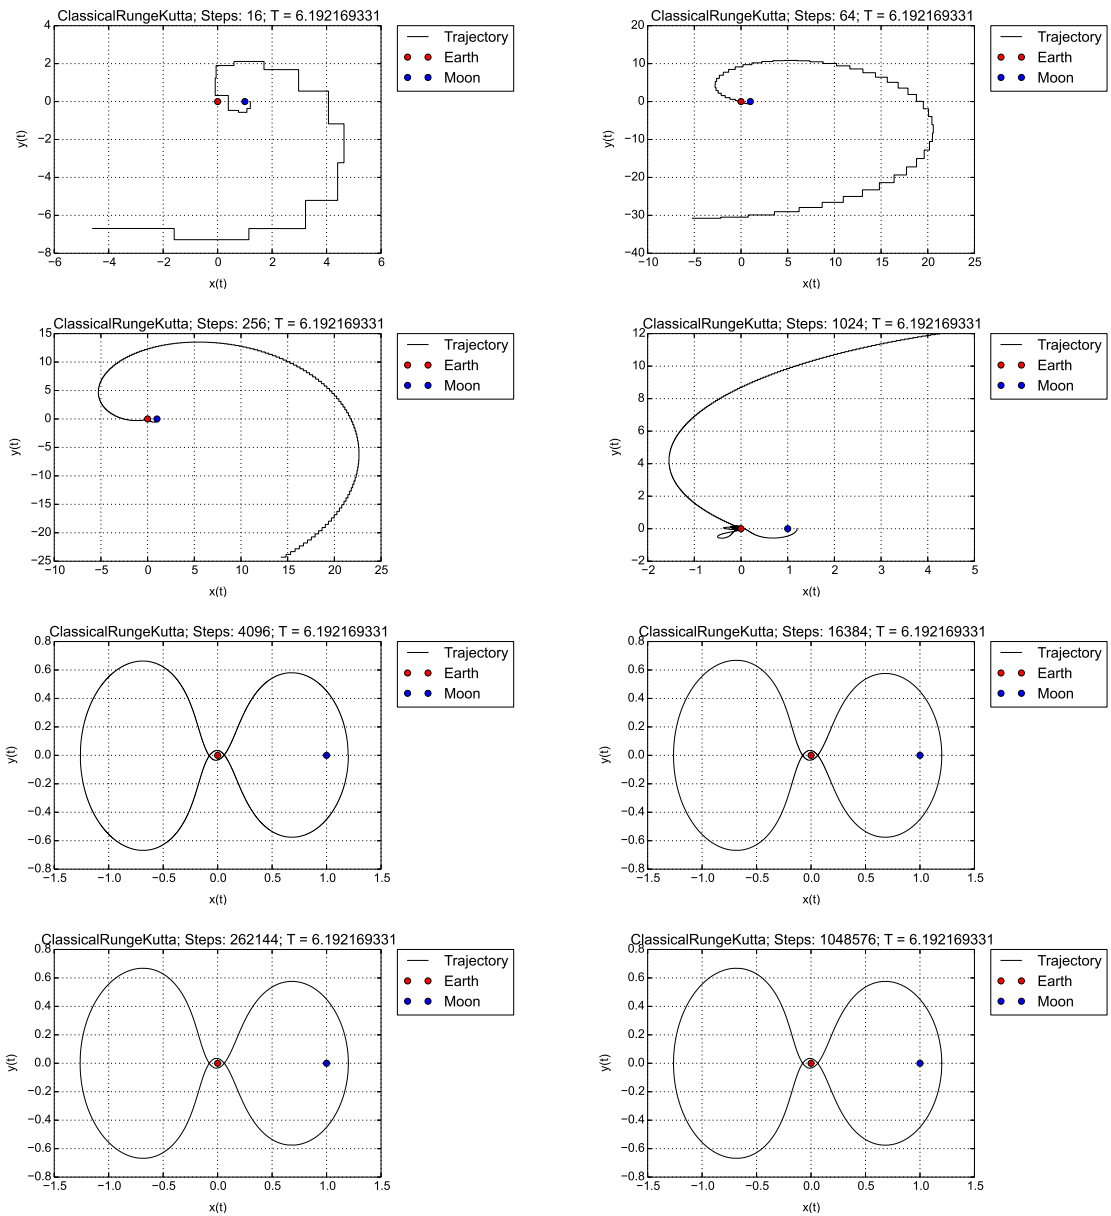 ClassicalRungeKutta; Steps: 16; T = 6.192169331
4
2
0
−2
−4
−6
−8
y(t)
−6 −4 −2 0 2 4 6
x(t)
Trajectory
Earth
Moon
ClassicalRungeKutta; Steps: 64; T = 6.192169331
20
10
0
−10
−20
−30
−40
y(t)
−10 −5 0 5 10 15 20 25
x(t)
Trajectory
Earth
Moon
ClassicalRungeKutta; Steps: 256; T = 6.192169331
15
10
5
0
−5
−10
−15
−20
−25
y(t)
−10 −5 0 5 10 15 20 25
x(t)
Trajectory
Earth
Moon
ClassicalRungeKutta; Steps: 1024; T = 6.192169331
12
10
8
6
4
2
0
−2
y(t)
−2 −1 0 1 2 3 4 5
x(t)
Trajectory
Earth
Moon
ClassicalRungeKutta; Steps: 4096; T = 6.192169331
0.8
0.6
0.4
0.2
0.0
−0.2
−0.4
−0.6
−0.8
y(t)
−1.5 −1.0 −0.5 0.0 0.5 1.0 1.5
x(t)
Trajectory
Earth
Moon
ClassicalRungeKutta; Steps: 16384; T = 6.192169331
0.8
0.6
0.4
0.2
0.0
−0.2
−0.4
−0.6
−0.8
y(t)
−1.5 −1.0 −0.5 0.0 0.5 1.0 1.5
x(t)
Trajectory
Earth
Moon
ClassicalRungeKutta; Steps: 262144; T = 6.192169331
0.8
0.6
0.4
0.2
0.0
−0.2
−0.4
−0.6
−0.8
y(t)
−1.5 −1.0 −0.5 0.0 0.5 1.0 1.5
x(t)
Trajectory
Earth
Moon
ClassicalRungeKutta; Steps: 1048576; T = 6.192169331
0.8
0.6
0.4
0.2
0.0
−0.2
−0.4
−0.6
−0.8
y(t)
−1.5 −1.0 −0.5 0.0 0.5 1.0 1.5
x(t)
Trajectory
Earth
Moon